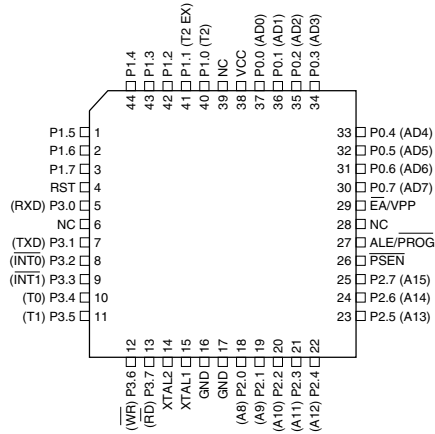 P1.4
P1.3
P1.2
P1.1 (T2 EX)
P1.0 (T2)
NC
VCC
P0.0 (AD0)
P0.1 (AD1)
P0.2 (AD2)
P0.3 (AD3)
44
43
42
41
40
39
38
37
36
35
34
P1.5 1
P1.6 2
P1.7 3
RST 4
(RXD) P3.0 5
NC 6
(TXD) P3.1 7
(INT0) P3.2 8
(INT1) P3.3 9
(T0) P3.4 10
(T1) P3.5 11
33 P0.4 (AD4)
32 P0.5 (AD5)
31 P0.6 (AD6)
30 P0.7 (AD7)
29 EA/VPP
28 NC
27 ALE/PROG
26 PSEN
25 P2.7 (A15)
24 P2.6 (A14)
23 P2.5 (A13)
12
13
14
15
16
17
18
19
20
21
22
(WR) P3.6
(RD) P3.7
XTAL2
XTAL1
GND
GND
(A8) P2.0
(A9) P2.1
(A10) P2.2
(A11) P2.3
(A12) P2.4